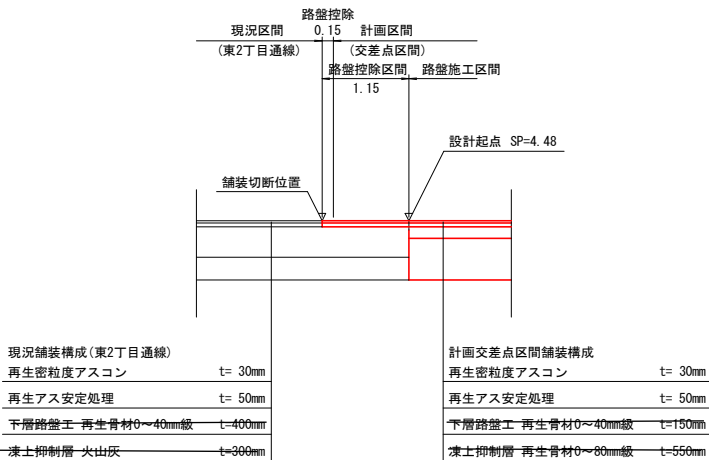 路盤控除
現況区間 0.15 計画区間
(東2丁目通線) (交差点区間)
路盤控除区間 路盤施工区間
1.15
設計起点 SP=4.48
舗装切断位置
現況舗装構成(東2丁目通線)
再生密粒度アスコン t= 30mm
再生アス安定処理 t= 50mm
下層路盤工 再生骨材0〜40mm級 t=400mm
凍上抑制層 火山灰 t=300mm
計画交差点区間舗装構成
再生密粒度アスコン t= 30mm
再生アス安定処理 t= 50mm
下層路盤工 再生骨材0〜40mm級 t=150mm
凍上抑制層 再生骨材0〜80mm級 t=550mm